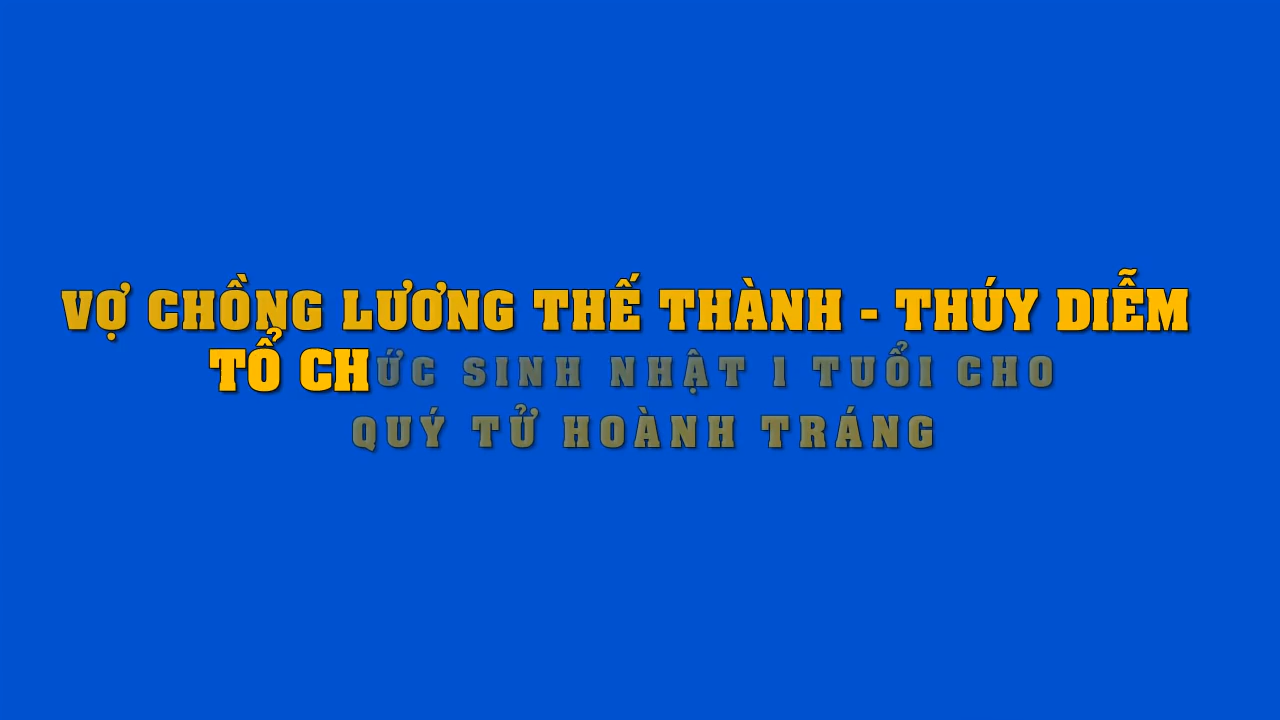 VỢ CHỒNG LƯƠNG THẾ THÀNH - THÚY DIỄM
TỔ CHỨC SINH NHẬT 1 TUỔI CHO
QUÝ TỬ HOÀNH TRÁNG